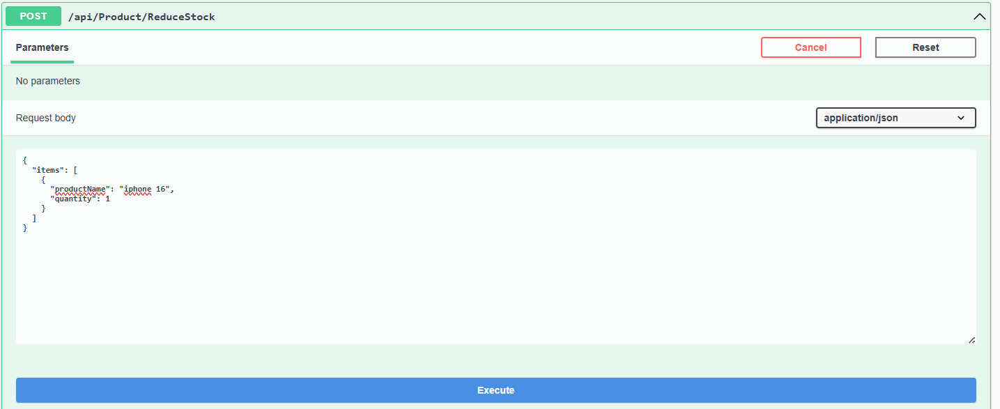 POST /api/Product/ReduceStock
Parameters Cancel Reset
No parameters
Request body application/json
{
  "items": [
    {
      "productName": "iphone 16",
      "quantity": 1
    }
  ]
}
Execute